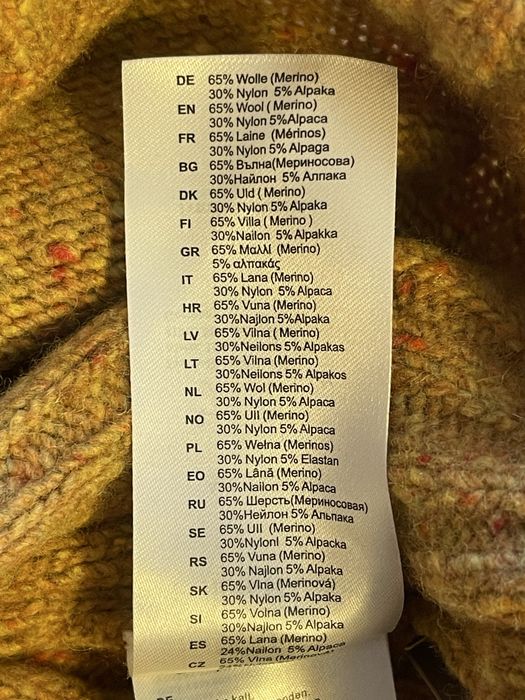 DE 65% Wolle (Merino)
30% Nylon 5% Alpaka
EN 65% Wool ( Merino)
30% Nylon 5%Alpaca
FR 65% Laine (Mérinos)
30% Nylon 5% Alpaga
BG 65% Вълна(Мериносова)
30%Найлон 5% Алпака
DK 65% Uld ( Merino)
30% Nylon 5% Alpaka
FI 65% Villa ( Merino )
30%Nailon 5% Alpakka
GR 65% Μαλλί (Merino)
5% αλπακάς
IT 65% Lana ( Merino)
30% Nylon 5% Alpaca
HR 65% Vuna (Merino)
30%Najlon 5%Alpaka
LV 65% Vilna ( Merino)
30%Neilons 5% Alpakas
LT 65% Vilna (Merino)
30%Neilons 5% Alpakos
NL 65% Wol (Merino)
30% Nylon 5% Alpaca
NO 65% Ull (Merino)
30% Nylon 5% Alpaca
PL 65% Wełna (Merinos)
30% Nylon 5% Elastan
EO 65% Lână (Merino)
30%Nailon 5% Alpaca
RU 65% Шерсть(Мериносовая)
30%Нейлон 5% Альпака
SE 65% Ull (Merino)
30%Nylonl 5% Alpacka
RS 65% Vuna (Merino)
30% Najlon 5% Alpaka
SK 65% Vlna (Merinová)
30% Nylon 5% Alpaka
SI 65% Volna (Merino)
30%Najlon 5% Alpaka
ES 65% Lana (Merino)
24%Nailon 5% Alpaca
CZ 65% Vlna (Merinová)